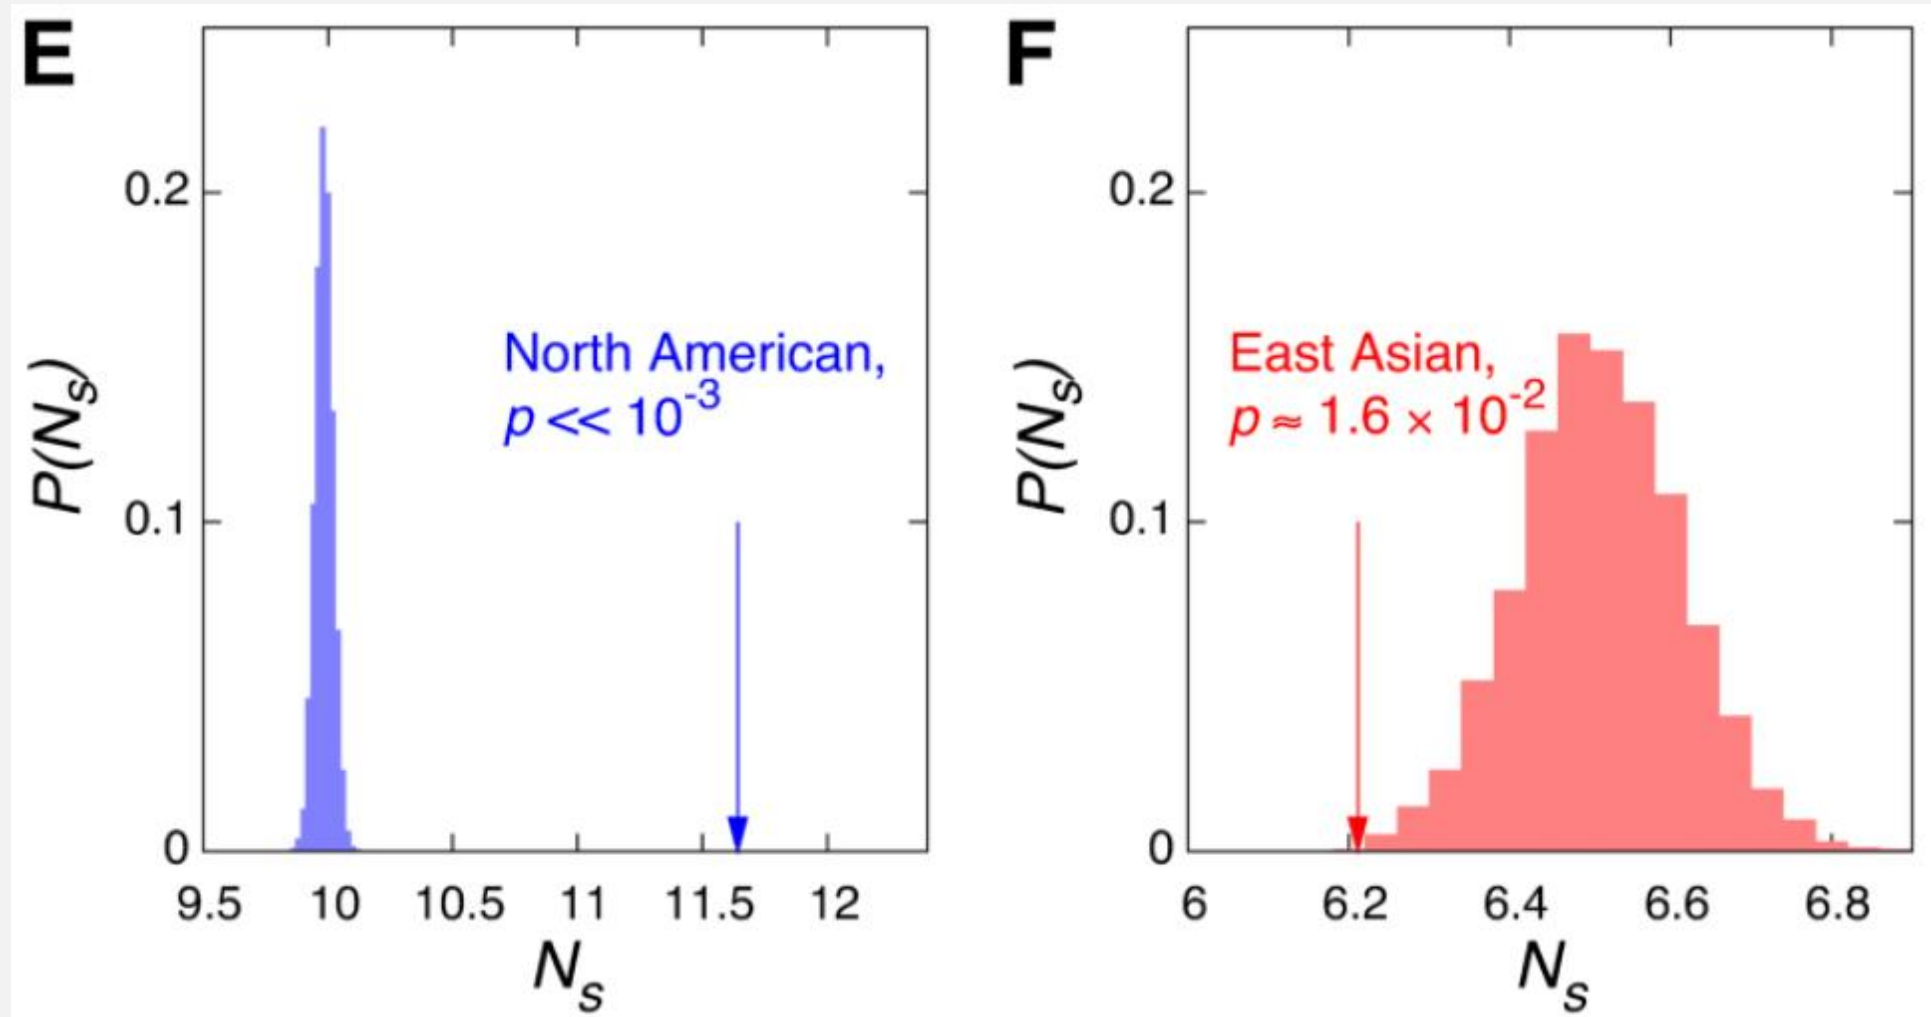 E
P(Nₛ)
0.2
0.1
0
North American,
p << 10⁻³
9.5 10 10.5 11 11.5 12
Nₛ
F
P(Nₛ)
0.2
0.1
0
East Asian,
p ≈ 1.6 × 10⁻²
6 6.2 6.4 6.6 6.8
Nₛ